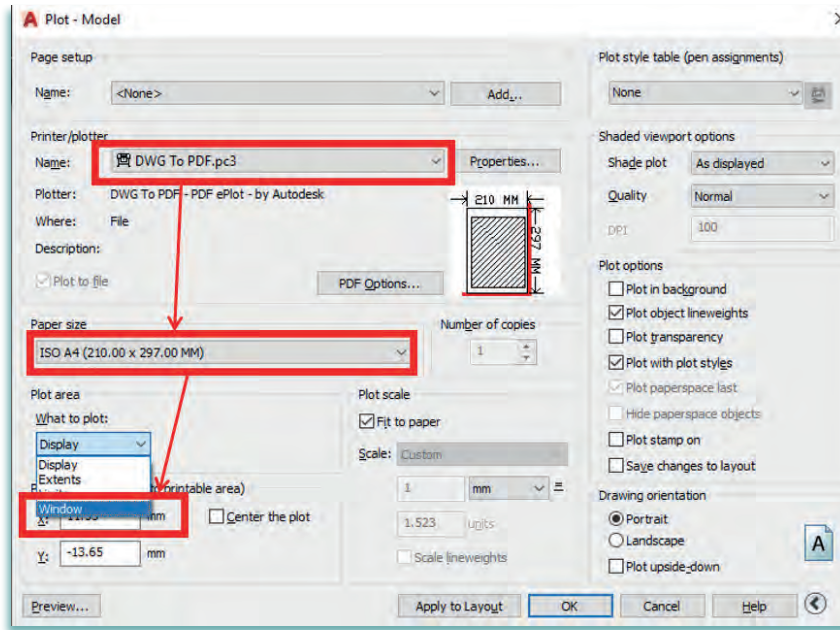 Plot - Model
Page setup
Name: <None> Add...
Printer/plotter
Name: DWG To PDF.pc3 Properties...
Plotter: DWG To PDF - PDF ePlot - by Autodesk
Where: File
Description:
Plot to file PDF Options...
210 MM
297 MM
Paper size
ISO A4 (210.00 x 297.00 MM)
Number of copies
1
Plot area
What to plot:
Display
Display
Extents
Window
printable area)
X: mm Center the plot
Y: -13.65 mm
Plot scale
Fit to paper
Scale: Custom
1 mm =
1.523 units
Scale lineweights
Plot style table (pen assignments)
None
Shaded viewport options
Shade plot As displayed
Quality Normal
DPI 100
Plot options
Plot in background
Plot object lineweights
Plot transparency
Plot with plot styles
Plot paperspace last
Hide paperspace objects
Plot stamp on
Save changes to layout
Drawing orientation
Portrait
Landscape
Plot upside-down
A
Preview... Apply to Layout OK Cancel Help